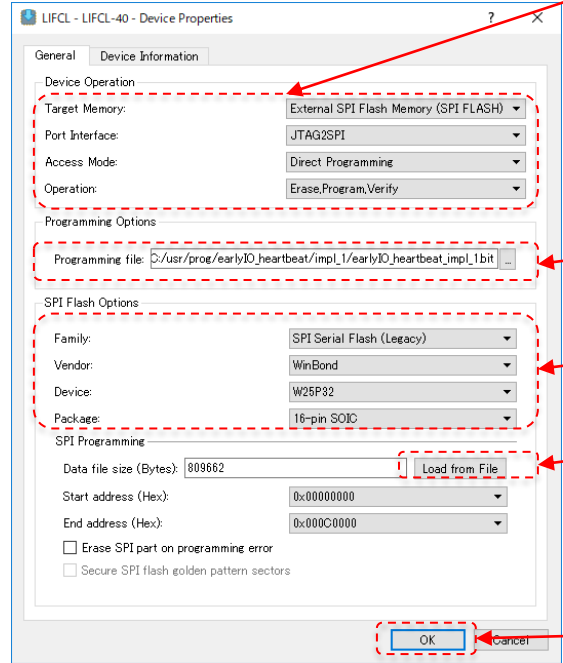 LIFCL - LIFCL-40 - Device Properties ? ×
General Device Information
Device Operation
Target Memory: External SPI Flash Memory (SPI FLASH)
Port Interface: JTAG2SPI
Access Mode: Direct Programming
Operation: Erase,Program,Verify
Programming Options
Programming file: C:/usr/prog/earlyIO_heartbeat/impl_1/earlyIO_heartbeat_impl_1.bit ...
SPI Flash Options
Family: SPI Serial Flash (Legacy)
Vendor: WinBond
Device: W25P32
Package: 16-pin SOIC
SPI Programming
Data file size (Bytes): 809662 Load from File
Start address (Hex): 0x00000000
End address (Hex): 0x000C0000
Erase SPI part on programming error
Secure SPI flash golden pattern sectors
OK Cancel